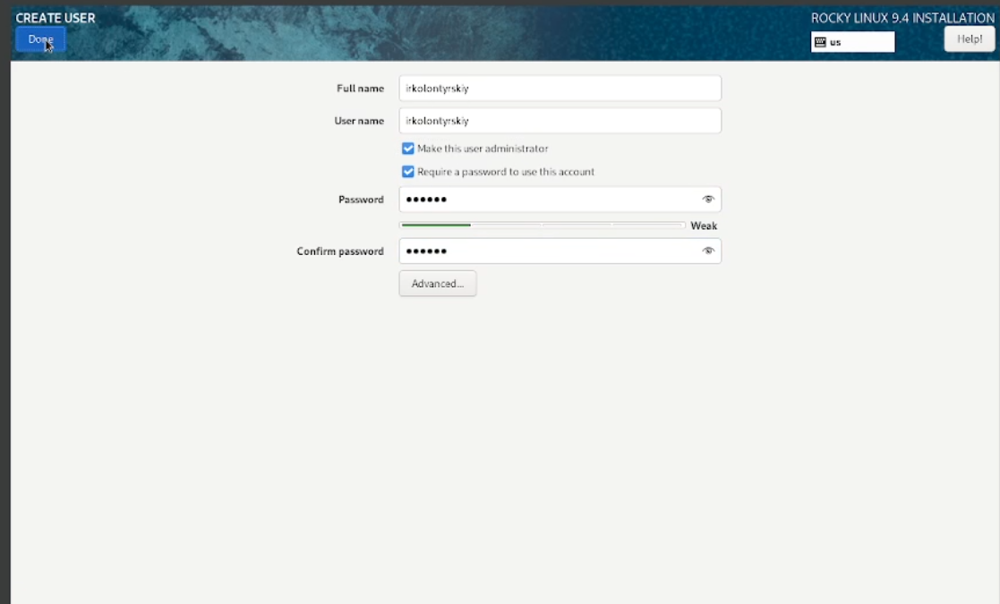 CREATE USER
ROCKY LINUX 9.4 INSTALLATION
Done
us
Help!
Full name
irkolontyrskiy
User name
irkolontyrskiy
Make this user administrator
Require a password to use this account
Password
••••••
Weak
Confirm password
••••••
Advanced...